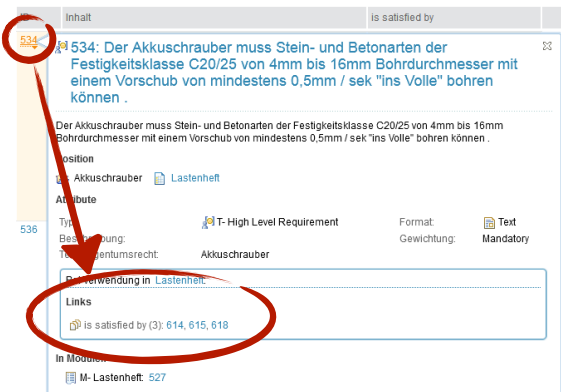 Inhalt is satisfied by
534
534: Der Akkuschrauber muss Stein- und Betonarten der
Festigkeitsklasse C20/25 von 4mm bis 16mm Bohrdurchmesser mit
einem Vorschub von mindestens 0,5mm / sek "ins Volle" bohren
können .
Der Akkuschrauber muss Stein- und Betonarten der Festigkeitsklasse C20/25 von 4mm bis 16mm
Bohrdurchmesser mit einem Vorschub von mindestens 0,5mm / sek "ins Volle" bohren können .
Position
Akkuschrauber Lastenheft
Attribute
T- High Level Requirement Format: Text
536
Gewichtung: Mandatory
Akkuschrauber
verwendung in Lastenheft:
Links
is satisfied by (3): 614, 615, 618
In Modulen
M- Lastenheft: 527